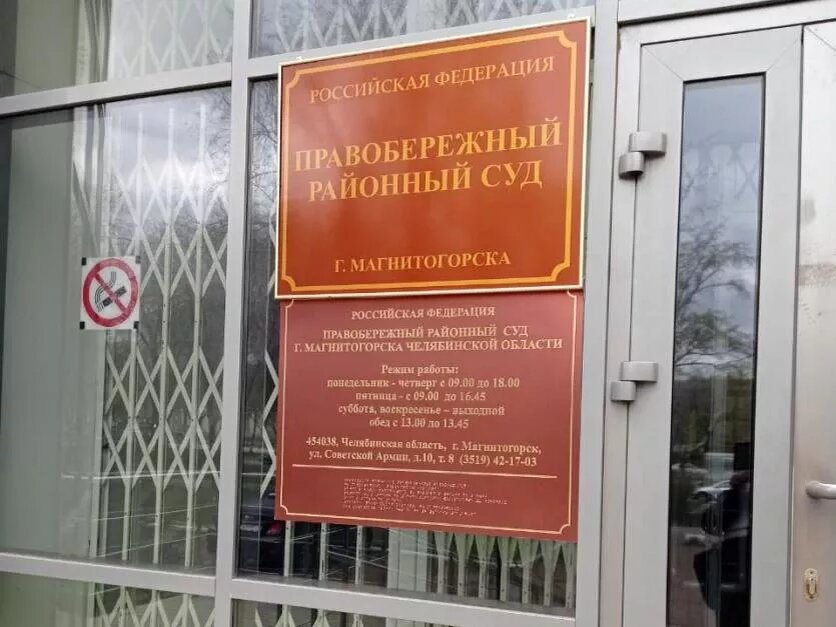 РОССИЙСКАЯ ФЕДЕРАЦИЯ
ПРАВОБЕРЕЖНЫЙ
РАЙОННЫЙ СУД
Г. МАГНИТОГОРСКА
РОССИЙСКАЯ ФЕДЕРАЦИЯ
ПРАВОБЕРЕЖНЫЙ РАЙОННЫЙ СУД
Г. МАГНИТОГОРСКА ЧЕЛЯБИНСКОЙ ОБЛАСТИ
Режим работы:
понедельник - четверг с 09.00 до 18.00
пятница - с 09.00 до 16.45
суббота, воскресенье – выходной
обед с 13.00 до 13.45
454038, Челябинская область, г. Магнитогорск,
ул. Советской Армии, д.10, т. 8 (3519) 42-17-03